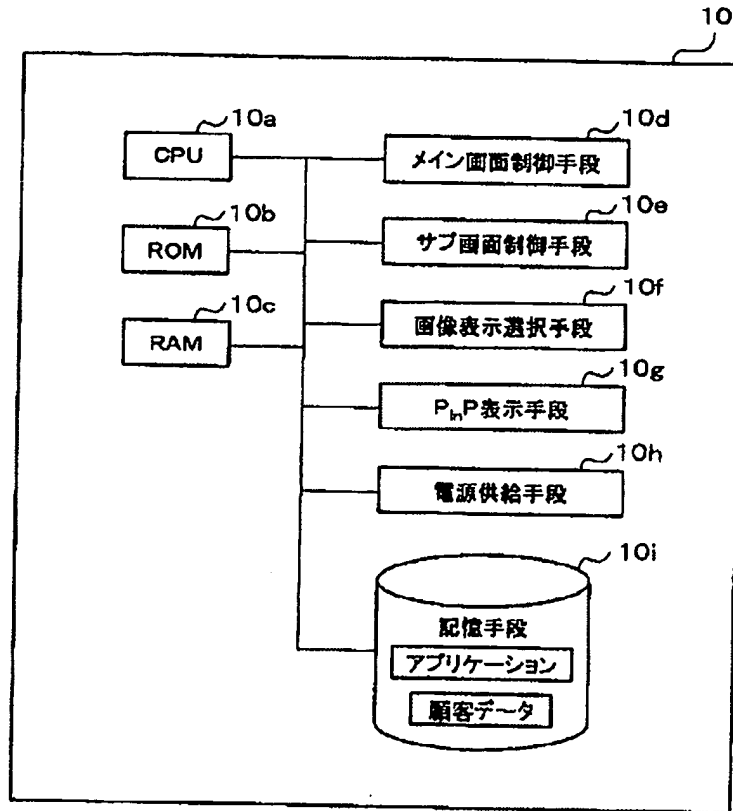 10
10a
CPU
10b
ROM
10c
RAM
10d
メイン画面制御手段
10e
サブ画面制御手段
10f
画像表示選択手段
10g
PinP表示手段
10h
電源供給手段
10i
記憶手段
アプリケーション
顧客データ